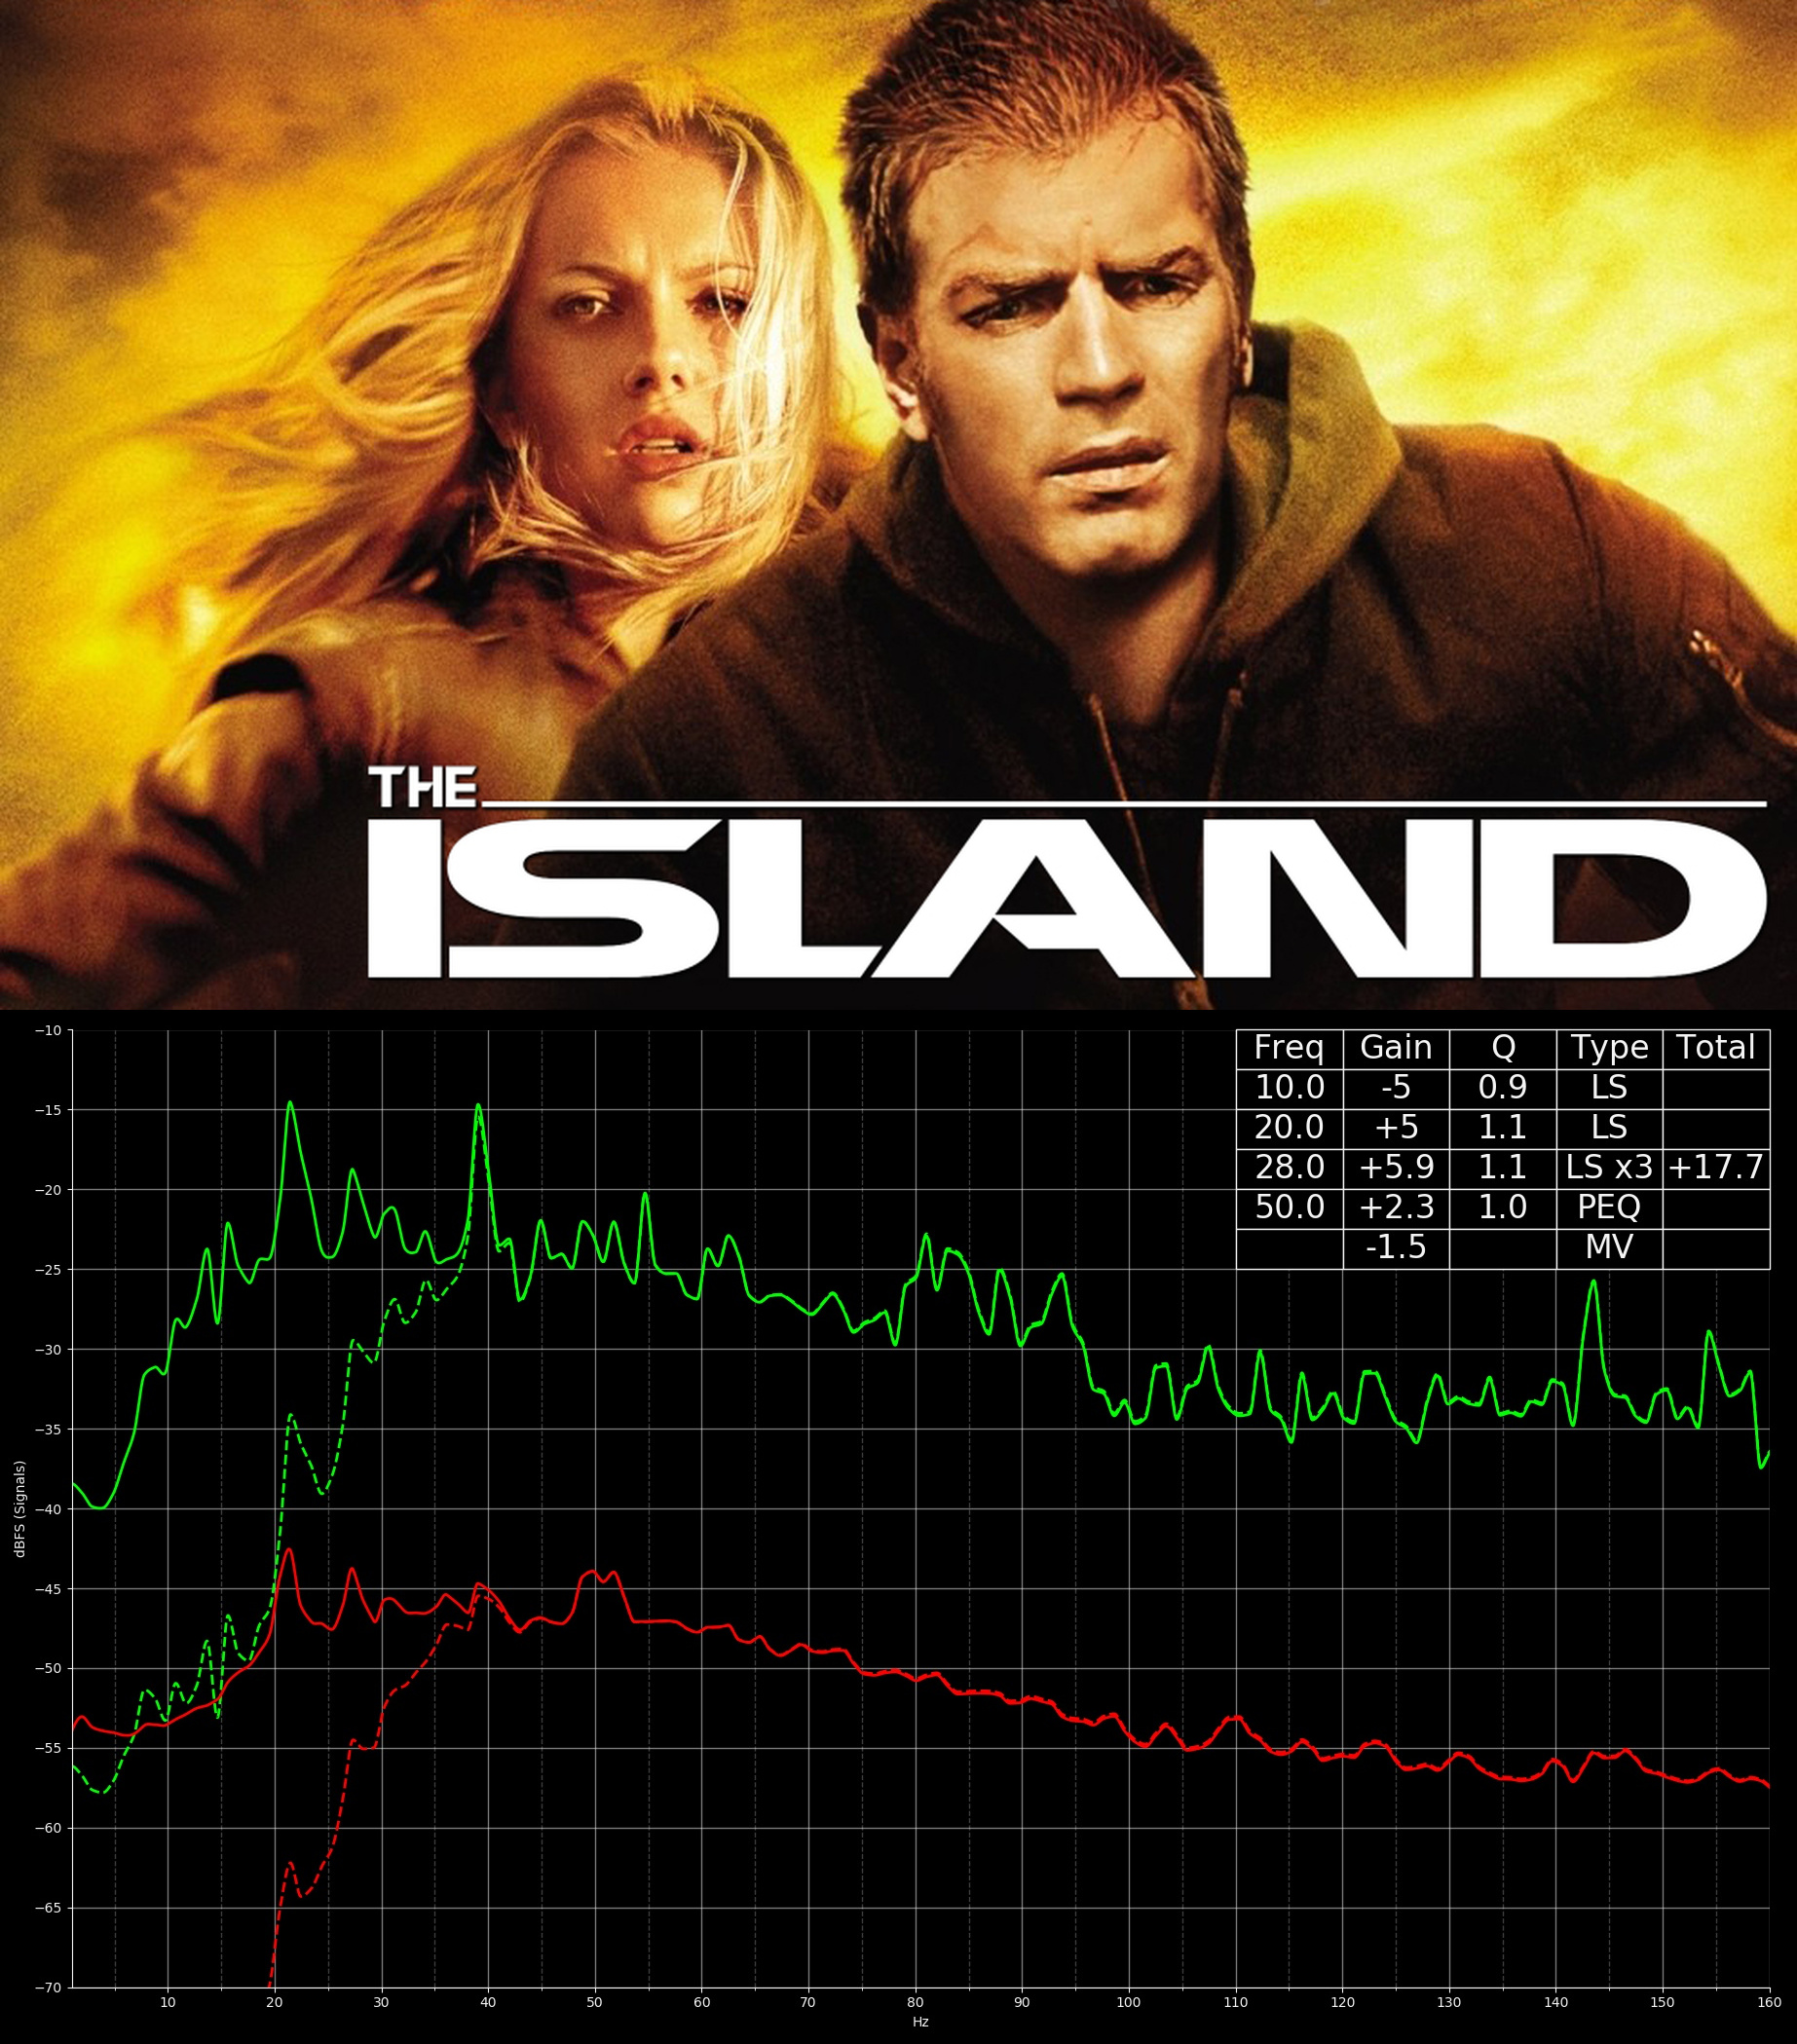 THE
ISLAND
Freq Gain Q Type Total
10.0 -5 0.9 LS
20.0 +5 1.1 LS
28.0 +5.9 1.1 LS x3 +17.7
50.0 +2.3 1.0 PEQ
-1.5 MV
−10
−15
−20
−25
−30
−35
−40
−45
−50
−55
−60
−65
−70
dBFS (Signals)
10 20 30 40 50 60 70 80 90 100 110 120 130 140 150 160
Hz